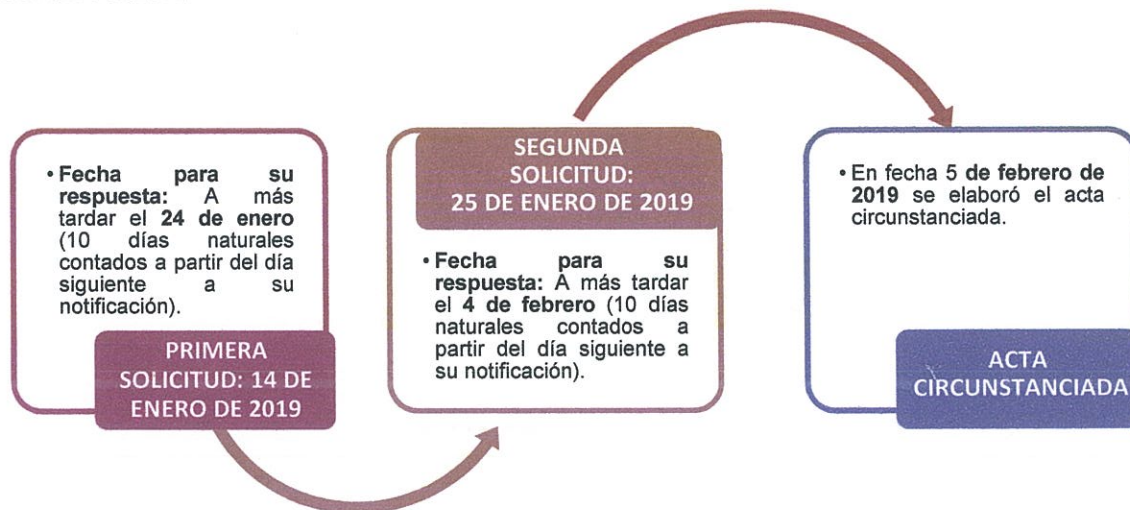 • Fecha para su
respuesta: A más
tardar el 24 de enero
(10 días naturales
contados a partir del día
siguiente a su
notificación).
PRIMERA
SOLICITUD: 14 DE
ENERO DE 2019
SEGUNDA
SOLICITUD:
25 DE ENERO DE 2019
• Fecha para su
respuesta: A más tardar
el 4 de febrero (10 días
naturales contados a
partir del día siguiente a
su notificación).
• En fecha 5 de febrero de
2019 se elaboró el acta
circunstanciada.
ACTA
CIRCUNSTANCIADA